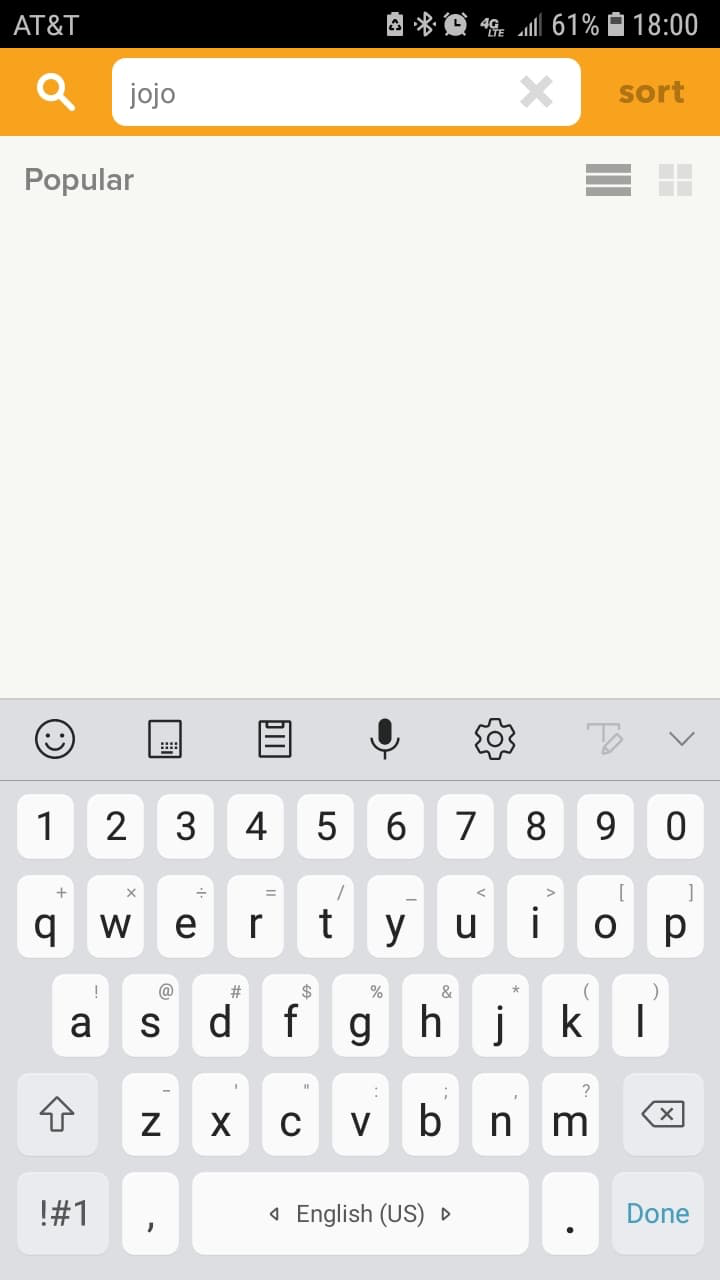 AT&T 4G LTE 61% 18:00
jojo sort
Popular
1 2 3 4 5 6 7 8 9 0
+ × ÷ = / _ < > [ ]
q w e r t y u i o p
! @ # $ % & * ( )
a s d f g h j k l
- ' " : ; , ?
z x c v b n m
!#1 , English (US) . Done